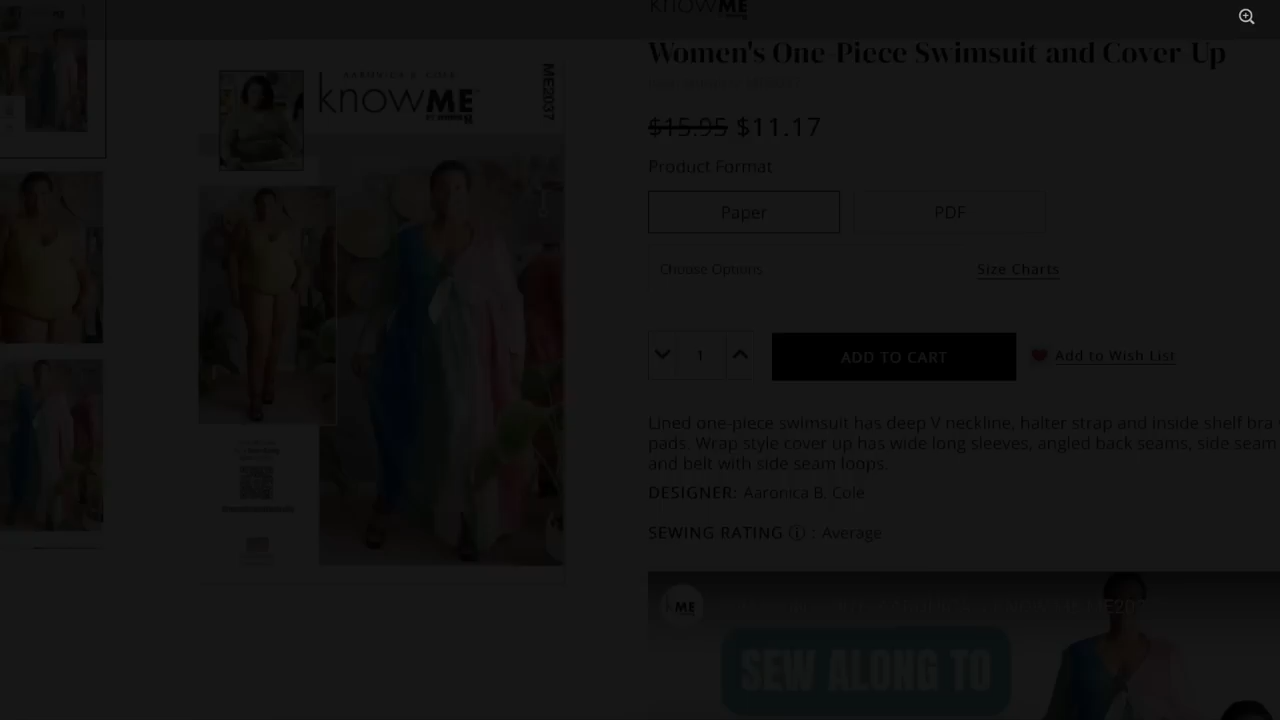 KNOWME
Women's One-Piece Swimsuit and Cover Up
$15.95 $11.17
Product Format
Paper
PDF
Choose Options
Size Charts
1
ADD TO CART
Add to Wish List
Lined one-piece swimsuit has deep V neckline, halter strap and inside shelf bra
pads. Wrap style cover up has wide long sleeves, angled back seams, side seam
and belt with side seam loops.
DESIGNER: Aaronica B. Cole
SEWING RATING ⓘ : Average
AARONICA B. COLE
knowME
ME2037
ME
SEW ALONG TO